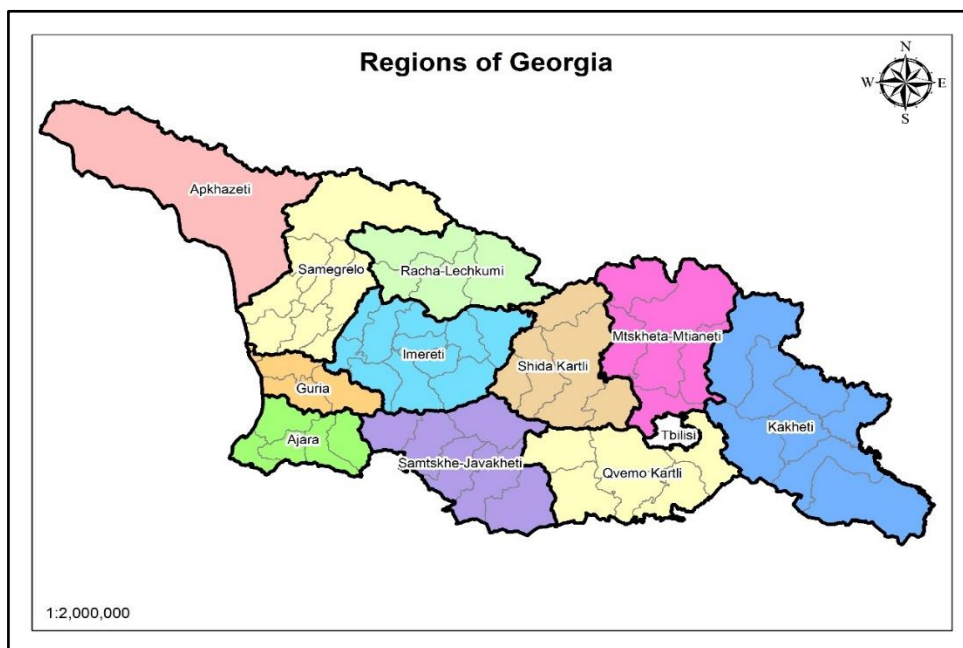 Regions of Georgia
N
W
E
S
Apkhazeti
Samegrelo
Racha-Lechkumi
Mtskheta-Mtianeti
Imereti
Shida Kartli
Guria
Kakheti
Tbilisi
Ajara
Samtskhe-Javakheti
Qvemo Kartli
1:2,000,000